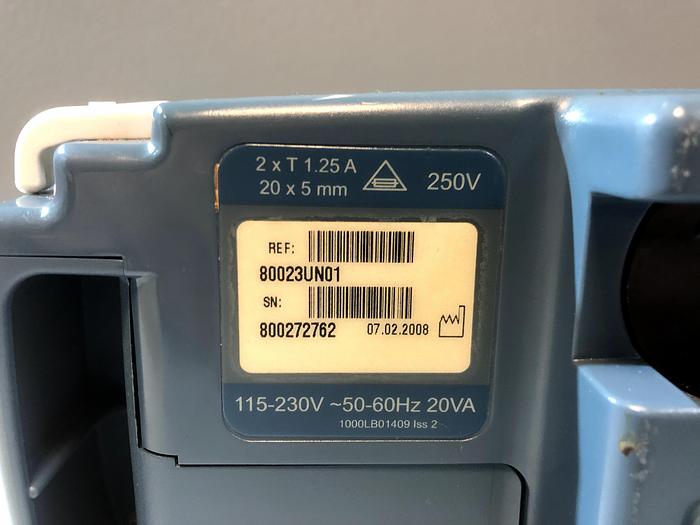 2 x T 1.25 A
20 x 5 mm
250V
REF:
80023UN01
SN:
800272762 07.02.2008
115-230V ~50-60Hz 20VA
1000LB01409 Iss 2